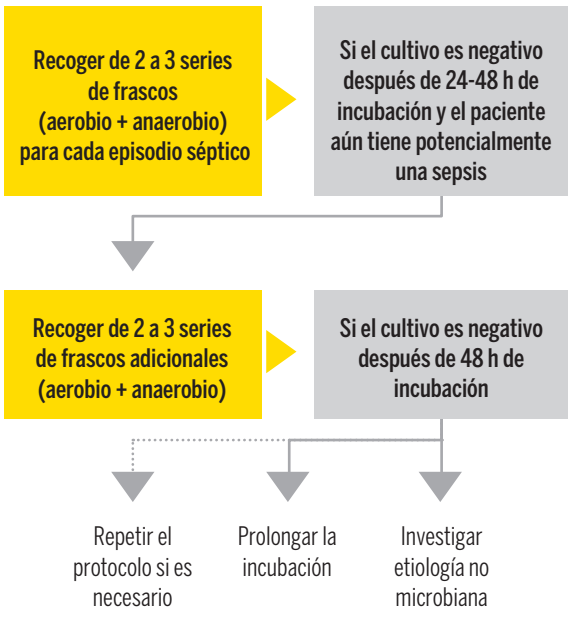 Recoger de 2 a 3 series
de frascos
(aerobio + anaerobio)
para cada episodio séptico
Si el cultivo es negativo
después de 24-48 h de
incubación y el paciente
aún tiene potencialmente
una sepsis
Recoger de 2 a 3 series
de frascos adicionales
(aerobio + anaerobio)
Si el cultivo es negativo
después de 48 h de
incubación
Repetir el
protocolo si es
necesario
Prolongar la
incubación
Investigar
etiología no
microbiana